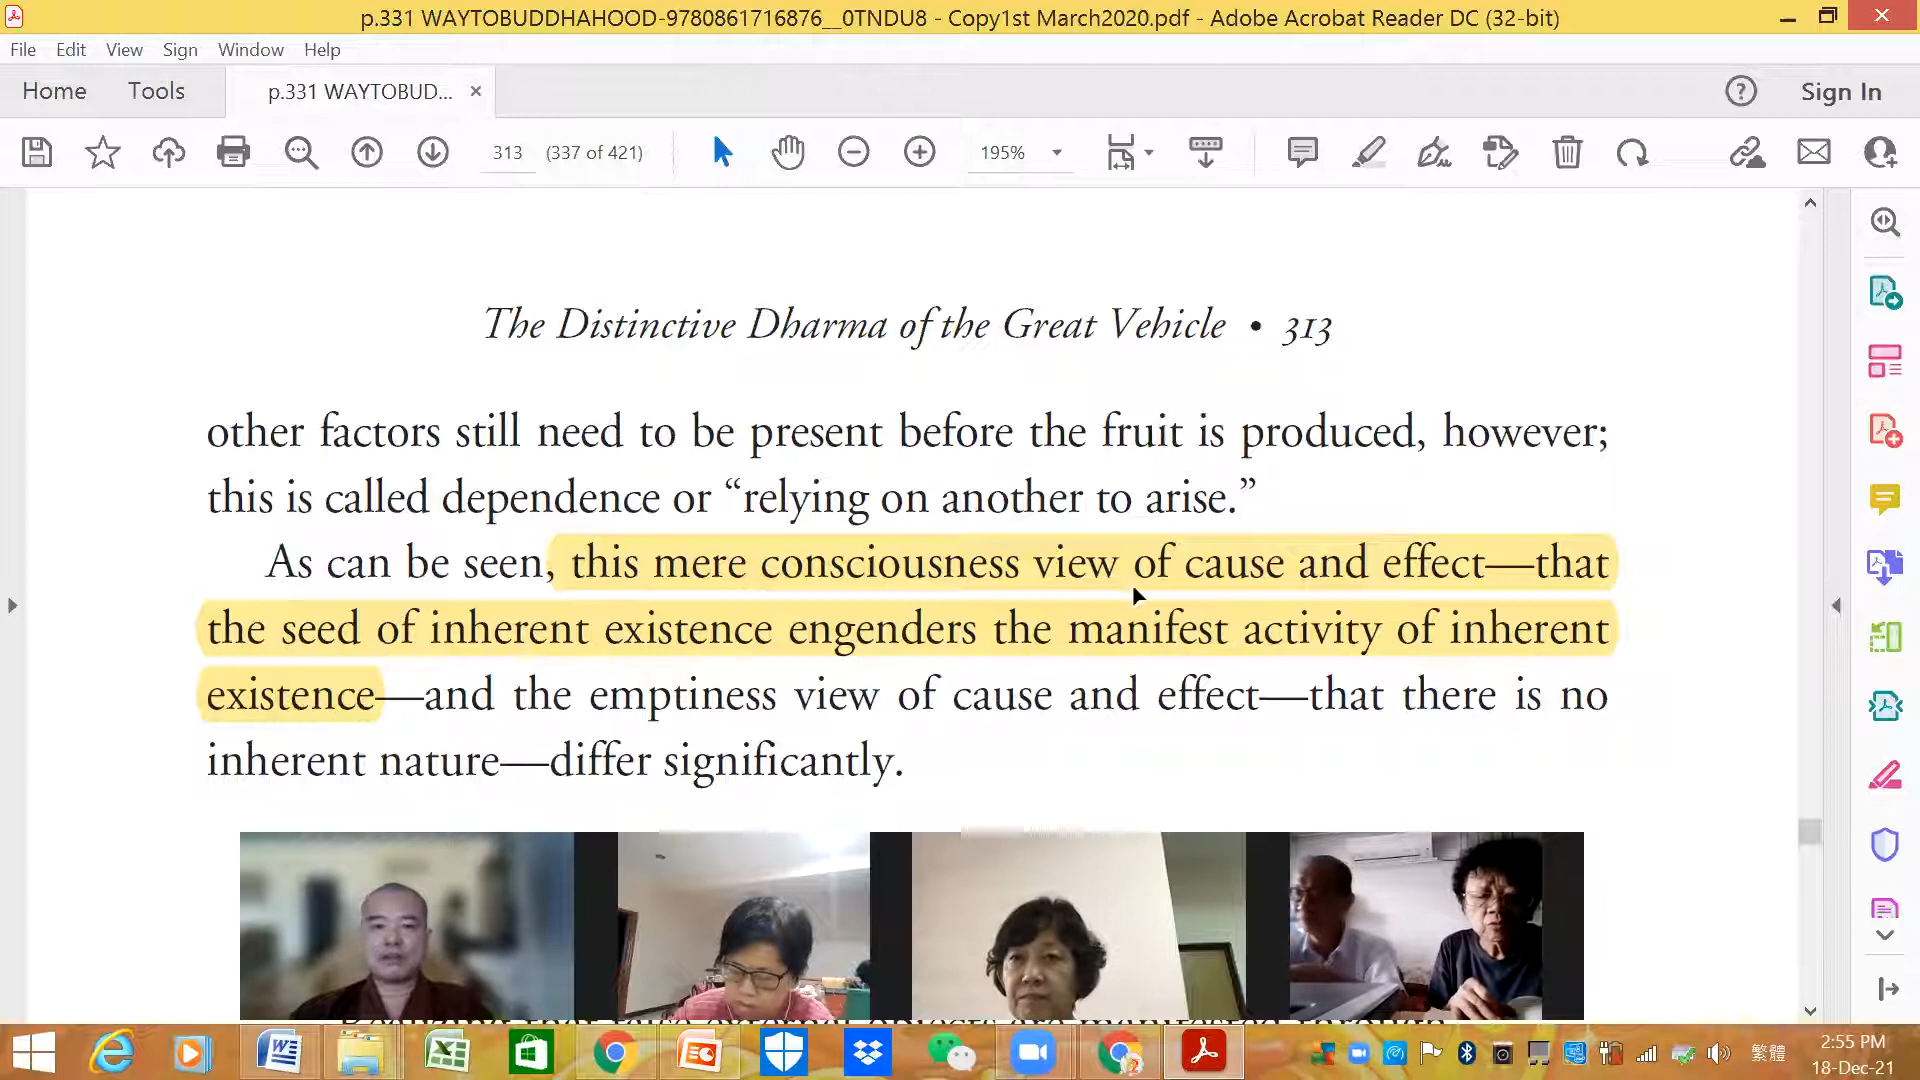 p.331 WAYTOBUDDHAHOOD-9780861716876__0TNDU8 - Copy1st March2020.pdf - Adobe Acrobat Reader DC (32-bit)
File Edit View Sign Window Help
Home Tools p.331 WAYTOBUD... × Sign In
313 (337 of 421) 195%
The Distinctive Dharma of the Great Vehicle • 313
other factors still need to be present before the fruit is produced, however;
this is called dependence or “relying on another to arise.”
As can be seen, this mere consciousness view of cause and effect—that
the seed of inherent existence engenders the manifest activity of inherent
existence—and the emptiness view of cause and effect—that there is no
inherent nature—differ significantly.
2:55 PM
繁體
18-Dec-21